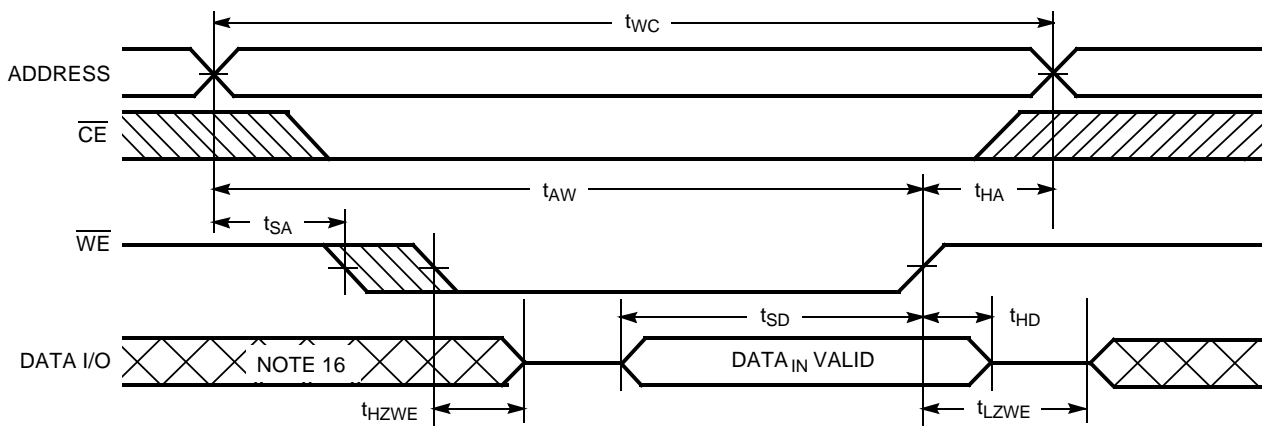 tWC
ADDRESS
CE
tAW
tHA
tSA
WE
tSD
tHD
DATA I/O
NOTE 16
DATAIN VALID
tHZWE
tLZWE